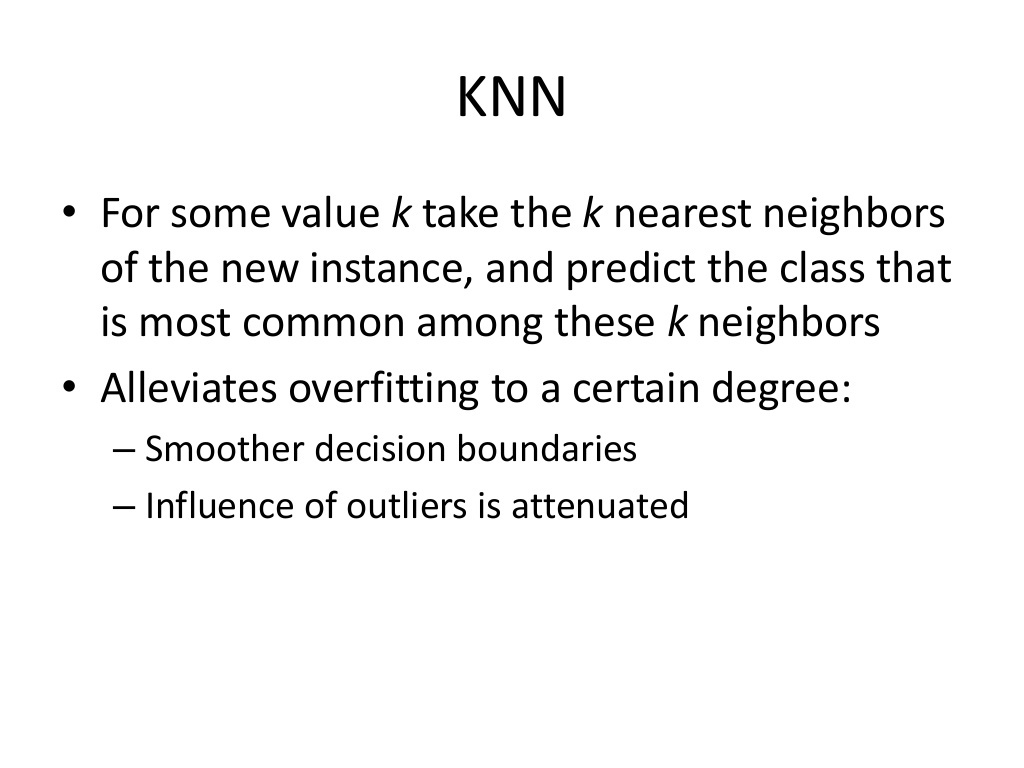 KNN
• For some value k take the k nearest neighbors
of the new instance, and predict the class that
is most common among these k neighbors
• Alleviates overfitting to a certain degree:
– Smoother decision boundaries
– Influence of outliers is attenuated